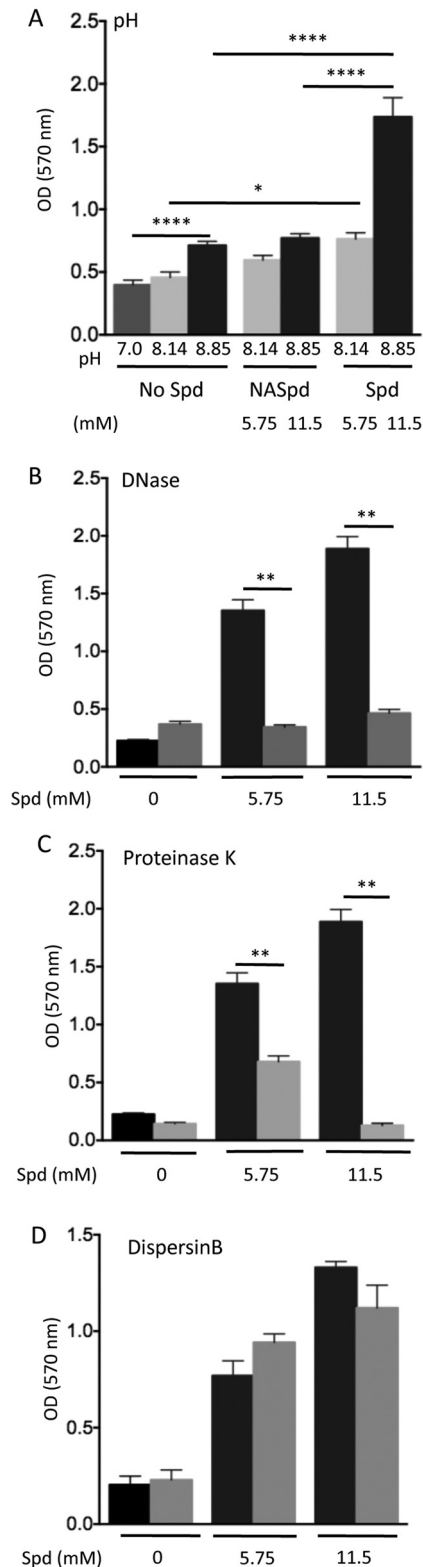 A
pH
****
****
*
****
OD (570 nm)
2.5
2.0
1.5
1.0
0.5
0.0
pH 7.0 8.14 8.85 8.14 8.85 8.14 8.85
No Spd NASpd Spd
(mM) 5.75 11.5 5.75 11.5
B
DNase
**
**
OD (570 nm)
2.5
2.0
1.5
1.0
0.5
0.0
Spd (mM) 0 5.75 11.5
C
Proteinase K
**
**
OD (570 nm)
2.5
2.0
1.5
1.0
0.5
0.0
Spd (mM) 0 5.75 11.5
D
DispersinB
OD (570 nm)
1.5
1.0
0.5
0.0
Spd (mM) 0 5.75 11.5